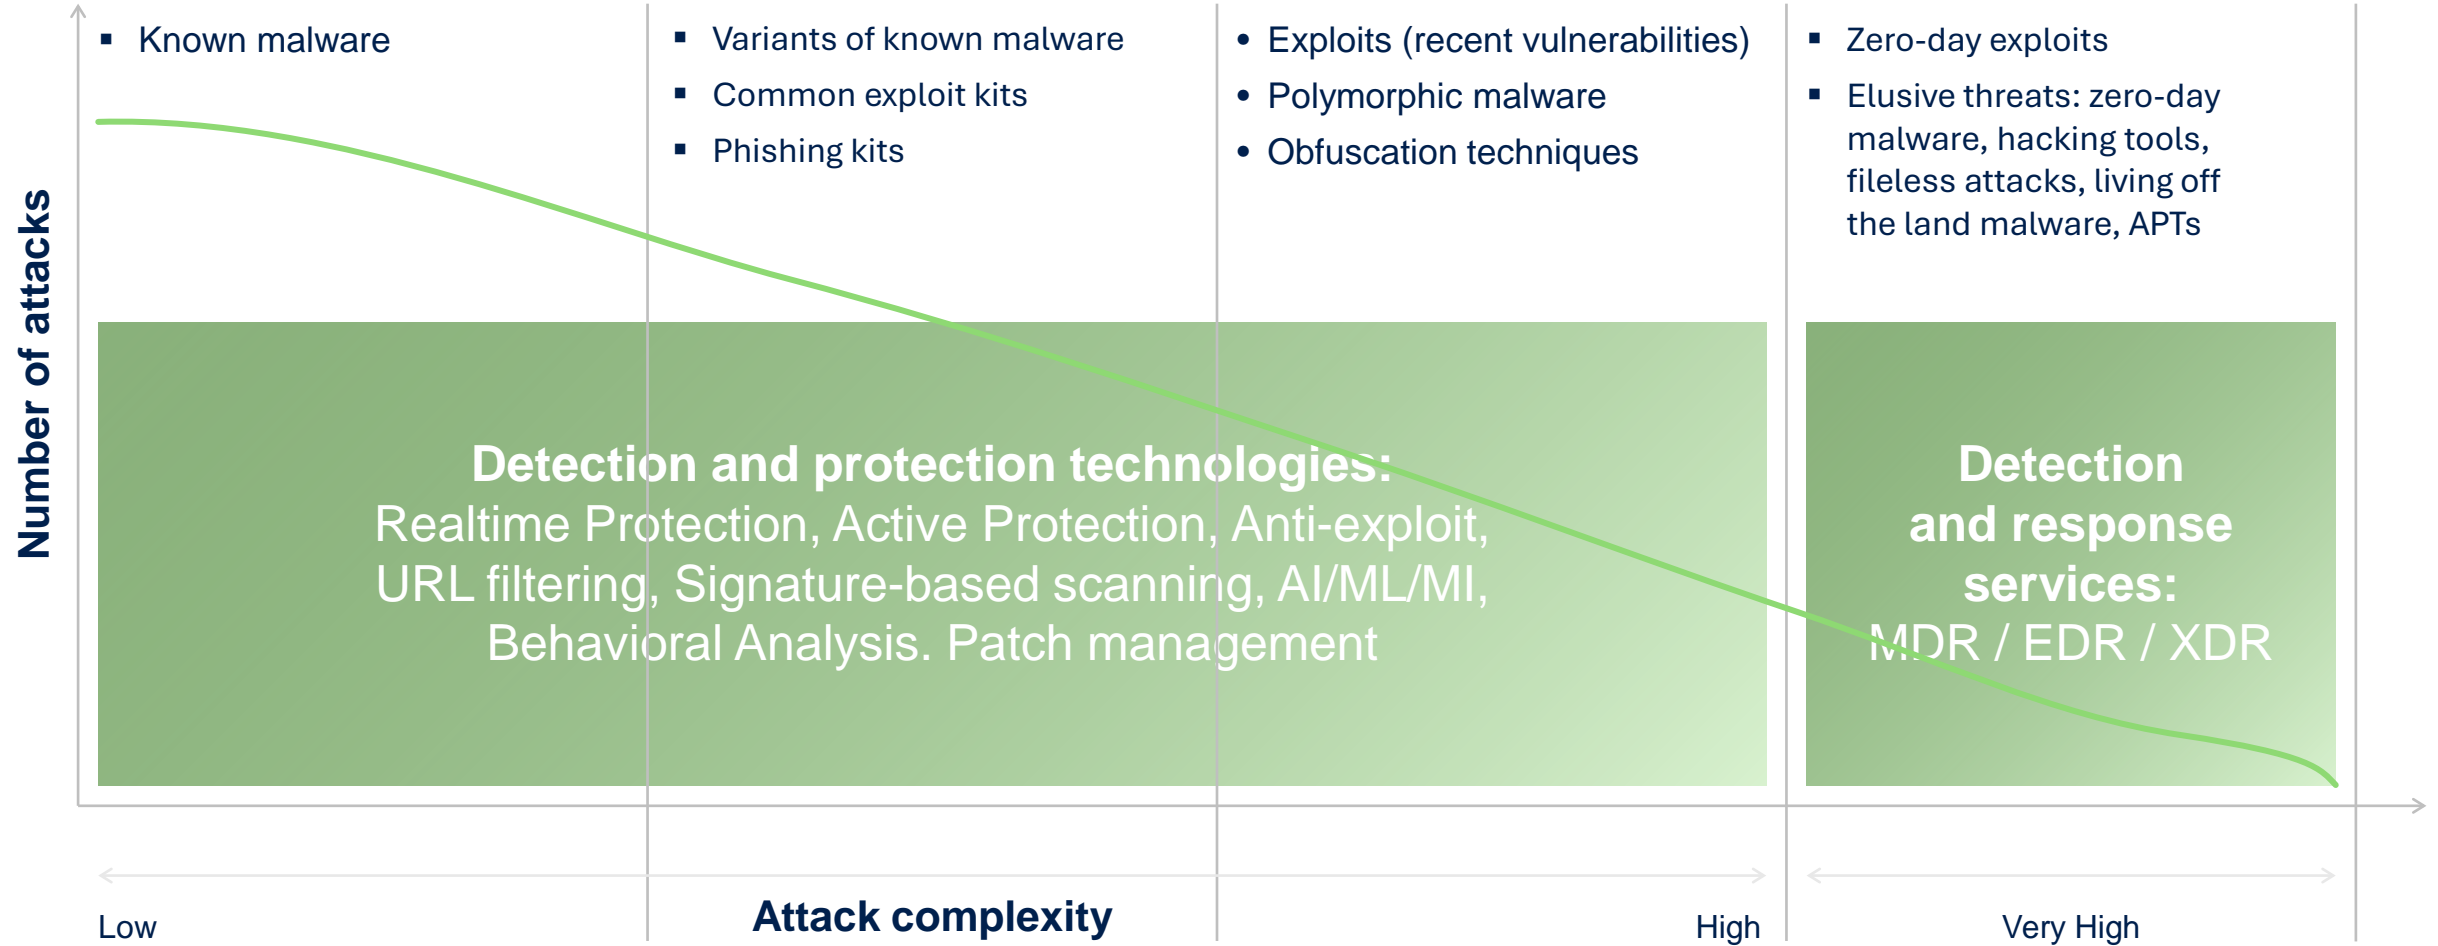 Number of attacks
▪ Known malware
▪ Variants of known malware
▪ Common exploit kits
▪ Phishing kits
• Exploits (recent vulnerabilities)
• Polymorphic malware
• Obfuscation techniques
▪ Zero-day exploits
▪ Elusive threats: zero-day
malware, hacking tools,
fileless attacks, living off
the land malware, APTs
Detection and protection technologies:
Realtime Protection, Active Protection, Anti-exploit,
URL filtering, Signature-based scanning, AI/ML/MI,
Behavioral Analysis. Patch management
Detection
and response
services:
MDR / EDR / XDR
Low
Attack complexity
High
Very High